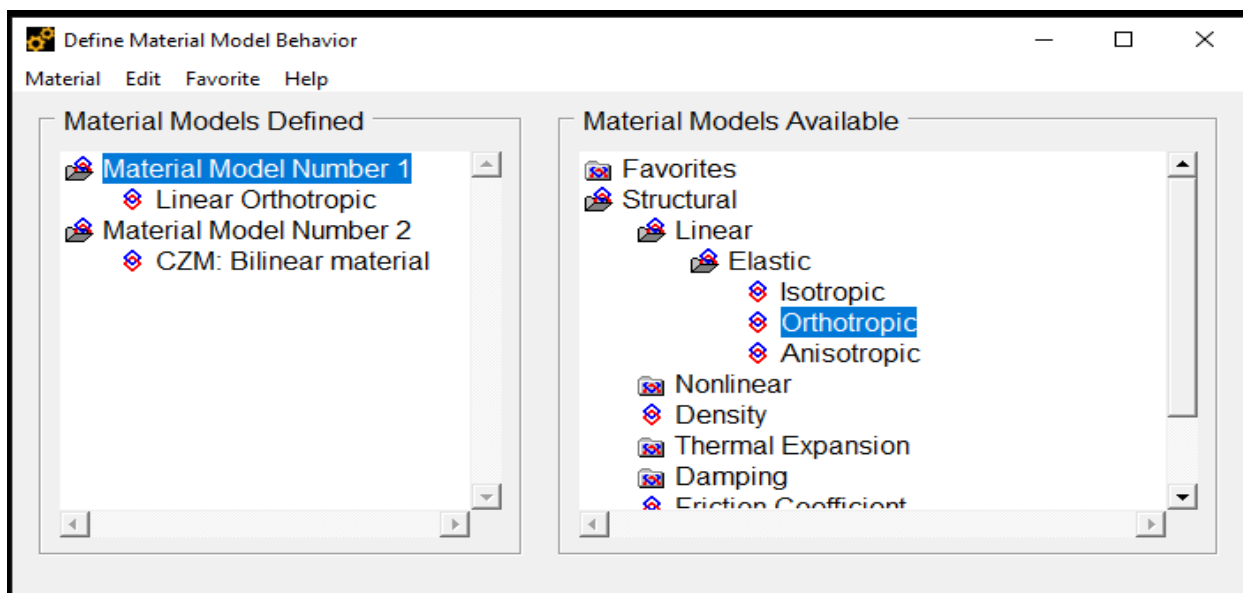 Define Material Model Behavior
Material Edit Favorite Help
Material Models Defined
Material Model Number 1
Linear Orthotropic
Material Model Number 2
CZM: Bilinear material
Material Models Available
Favorites
Structural
Linear
Elastic
Isotropic
Orthotropic
Anisotropic
Nonlinear
Density
Thermal Expansion
Damping
Friction Coefficient